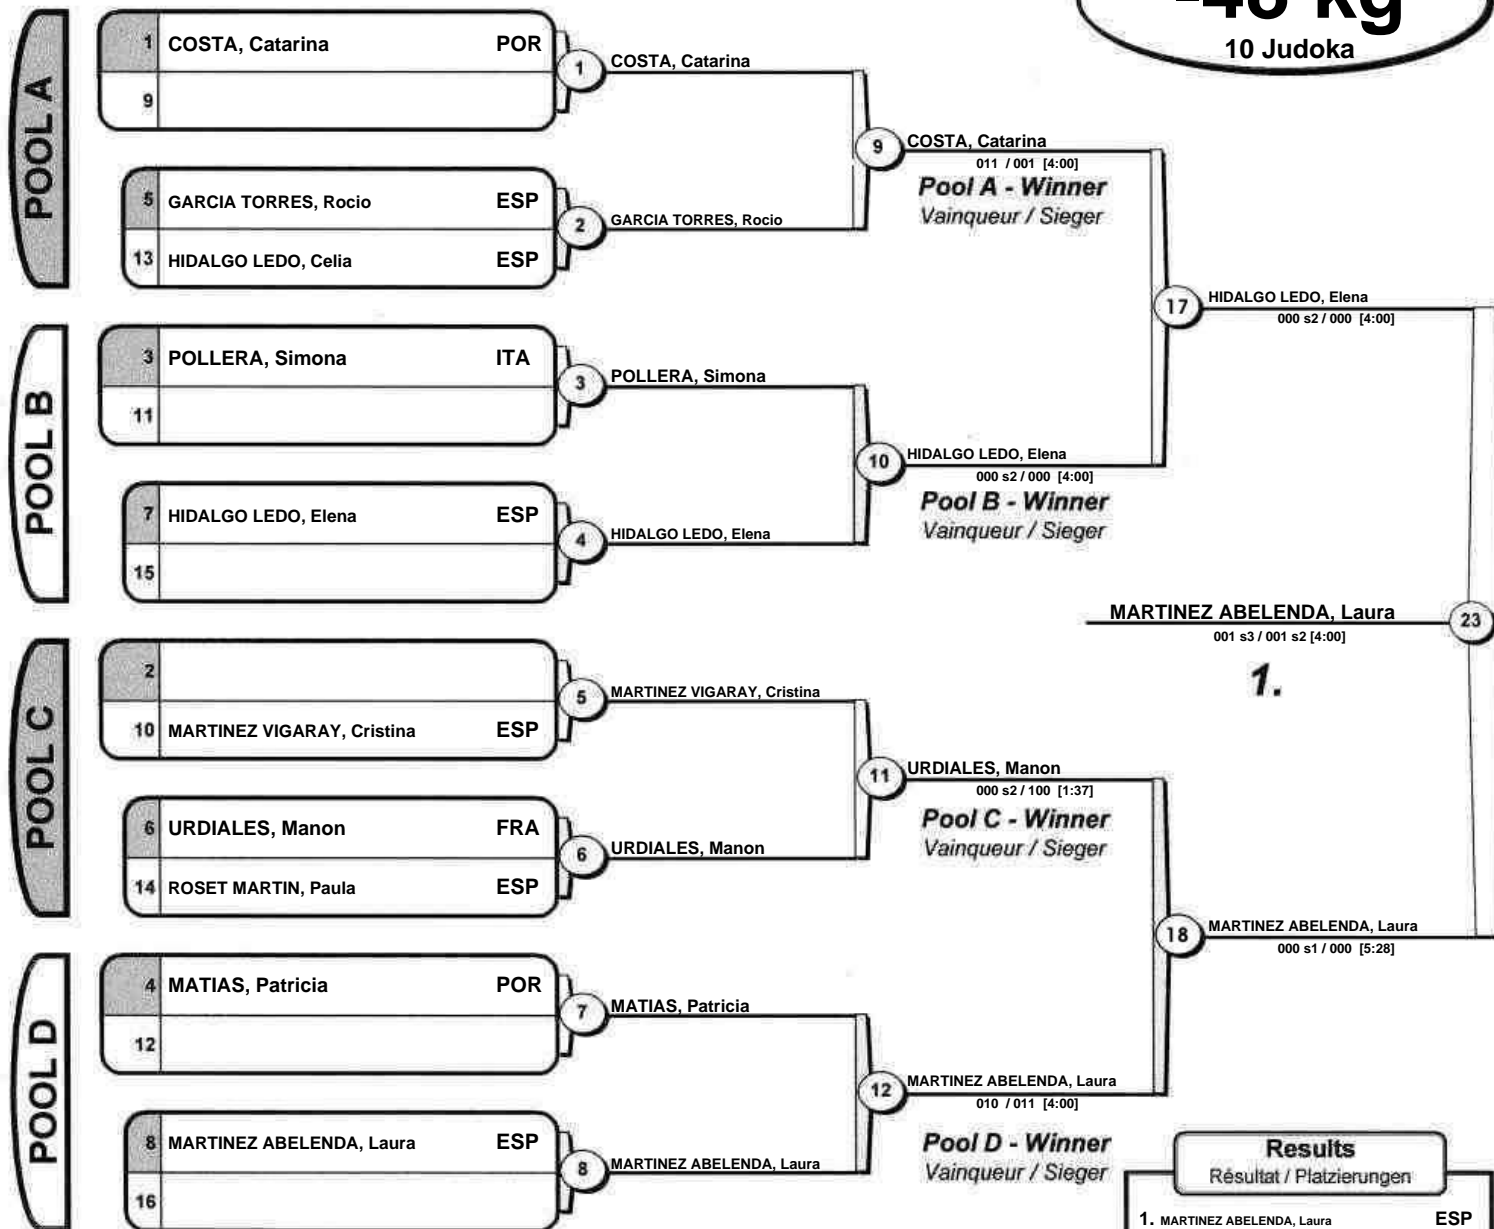 -48 kg
10 Judoka
POOL A
1 COSTA, Catarina POR
9
1
COSTA, Catarina
5 GARCIA TORRES, Rocio ESP
13 HIDALGO LEDO, Celia ESP
2
GARCIA TORRES, Rocio
9
COSTA, Catarina
011 / 001 [4:00]
Pool A - Winner
Vainqueur / Sieger
POOL B
3 POLLERA, Simona ITA
11
3
POLLERA, Simona
7 HIDALGO LEDO, Elena ESP
15
4
HIDALGO LEDO, Elena
10
HIDALGO LEDO, Elena
000 s2 / 000 [4:00]
Pool B - Winner
Vainqueur / Sieger
17
HIDALGO LEDO, Elena
000 s2 / 000 [4:00]
MARTINEZ ABELENDA, Laura
001 s3 / 001 s2 [4:00]
23
1.
POOL C
2
10 MARTINEZ VIGARAY, Cristina ESP
5
MARTINEZ VIGARAY, Cristina
6 URDIALES, Manon FRA
14 ROSET MARTIN, Paula ESP
6
URDIALES, Manon
11
URDIALES, Manon
000 s2 / 100 [1:37]
Pool C - Winner
Vainqueur / Sieger
18
MARTINEZ ABELENDA, Laura
000 s1 / 000 [5:28]
POOL D
4 MATIAS, Patricia POR
12
7
MATIAS, Patricia
8 MARTINEZ ABELENDA, Laura ESP
16
8
MARTINEZ ABELENDA, Laura
12
MARTINEZ ABELENDA, Laura
010 / 011 [4:00]
Pool D - Winner
Vainqueur / Sieger
Results
Résultat / Platzierungen
1. MARTINEZ ABELENDA, Laura ESP